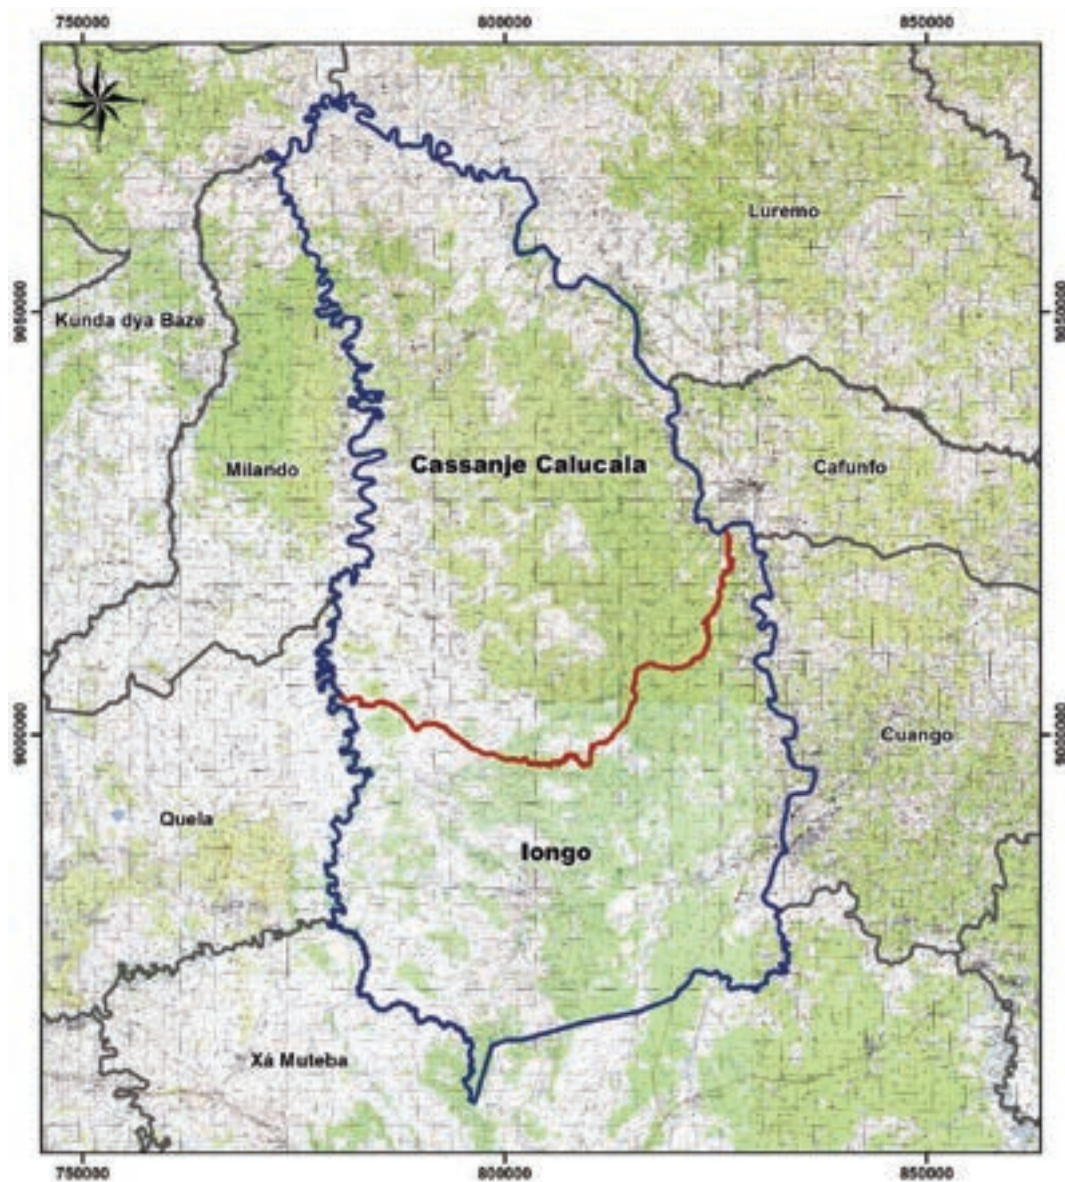 750000 800000 850000
Luremo
9050000 Kunda dya Baze 9050000
Cassanje Calucala
Milando Cafunfo
9000000 Cuango 9000000
Quela
Iongo
Xá Muteba
750000 800000 850000